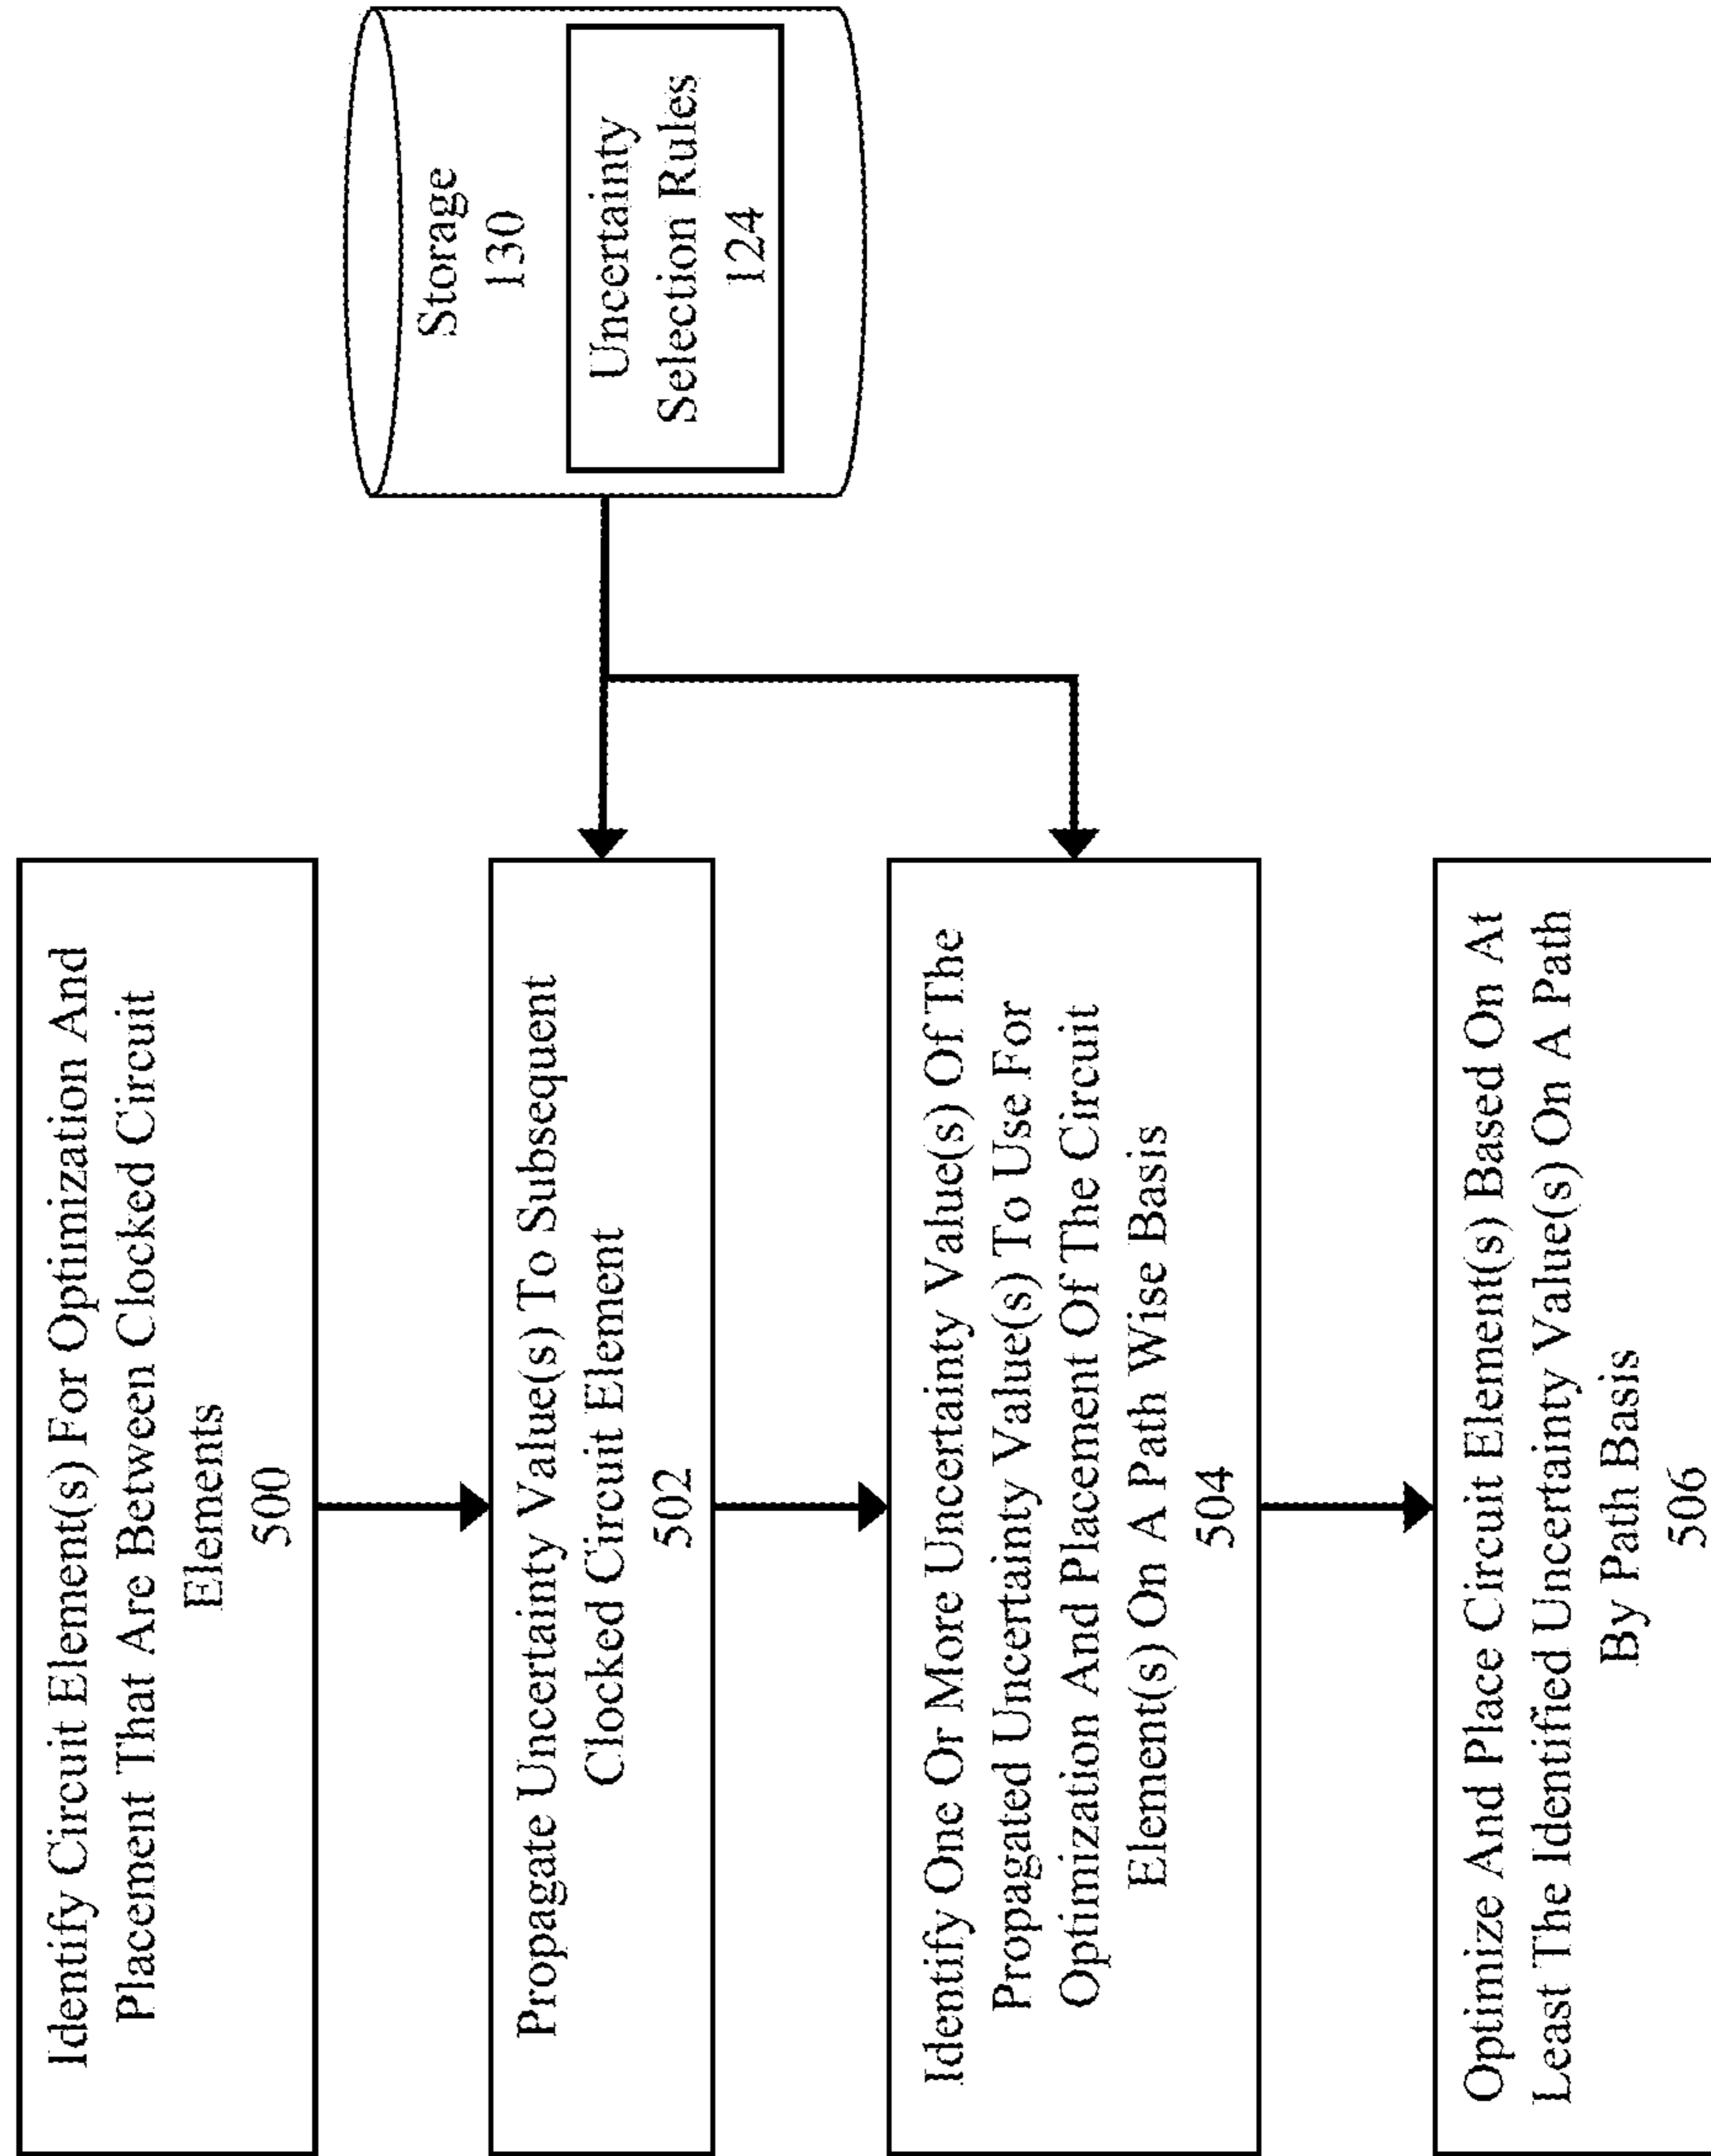 Identify Circuit Element(s) For Optimization And
Placement That Are Between Clocked Circuit
Elements
500
Propagate Uncertainty Value(s) To Subsequent
Clocked Circuit Element
502
Identify One Or More Uncertainty Value(s) Of The
Propagated Uncertainty Value(s) To Use For
Optimization And Placement Of The Circuit
Element(s) On A Path Wise Basis
504
Optimize And Place Circuit Element(s) Based On At
Least The Identified Uncertainty Value(s) On A Path
By Path Basis
506
Storage
130
Uncertainty
Selection Rules
124